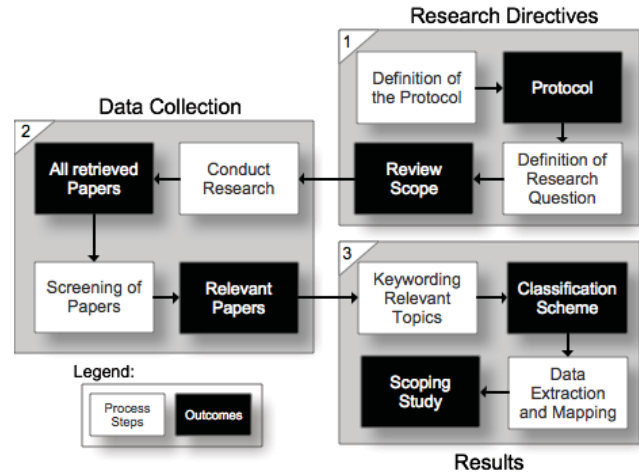 Research Directives
1
Definition of
the Protocol
Protocol
Review
Scope
Definition of
Research
Question
Data Collection
2
All retrieved
Papers
Conduct
Research
Screening of
Papers
Relevant
Papers
3
Keywording
Relevant
Topics
Classification
Scheme
Scoping
Study
Data
Extraction
and Mapping
Results
Legend:
Process
Steps
Outcomes